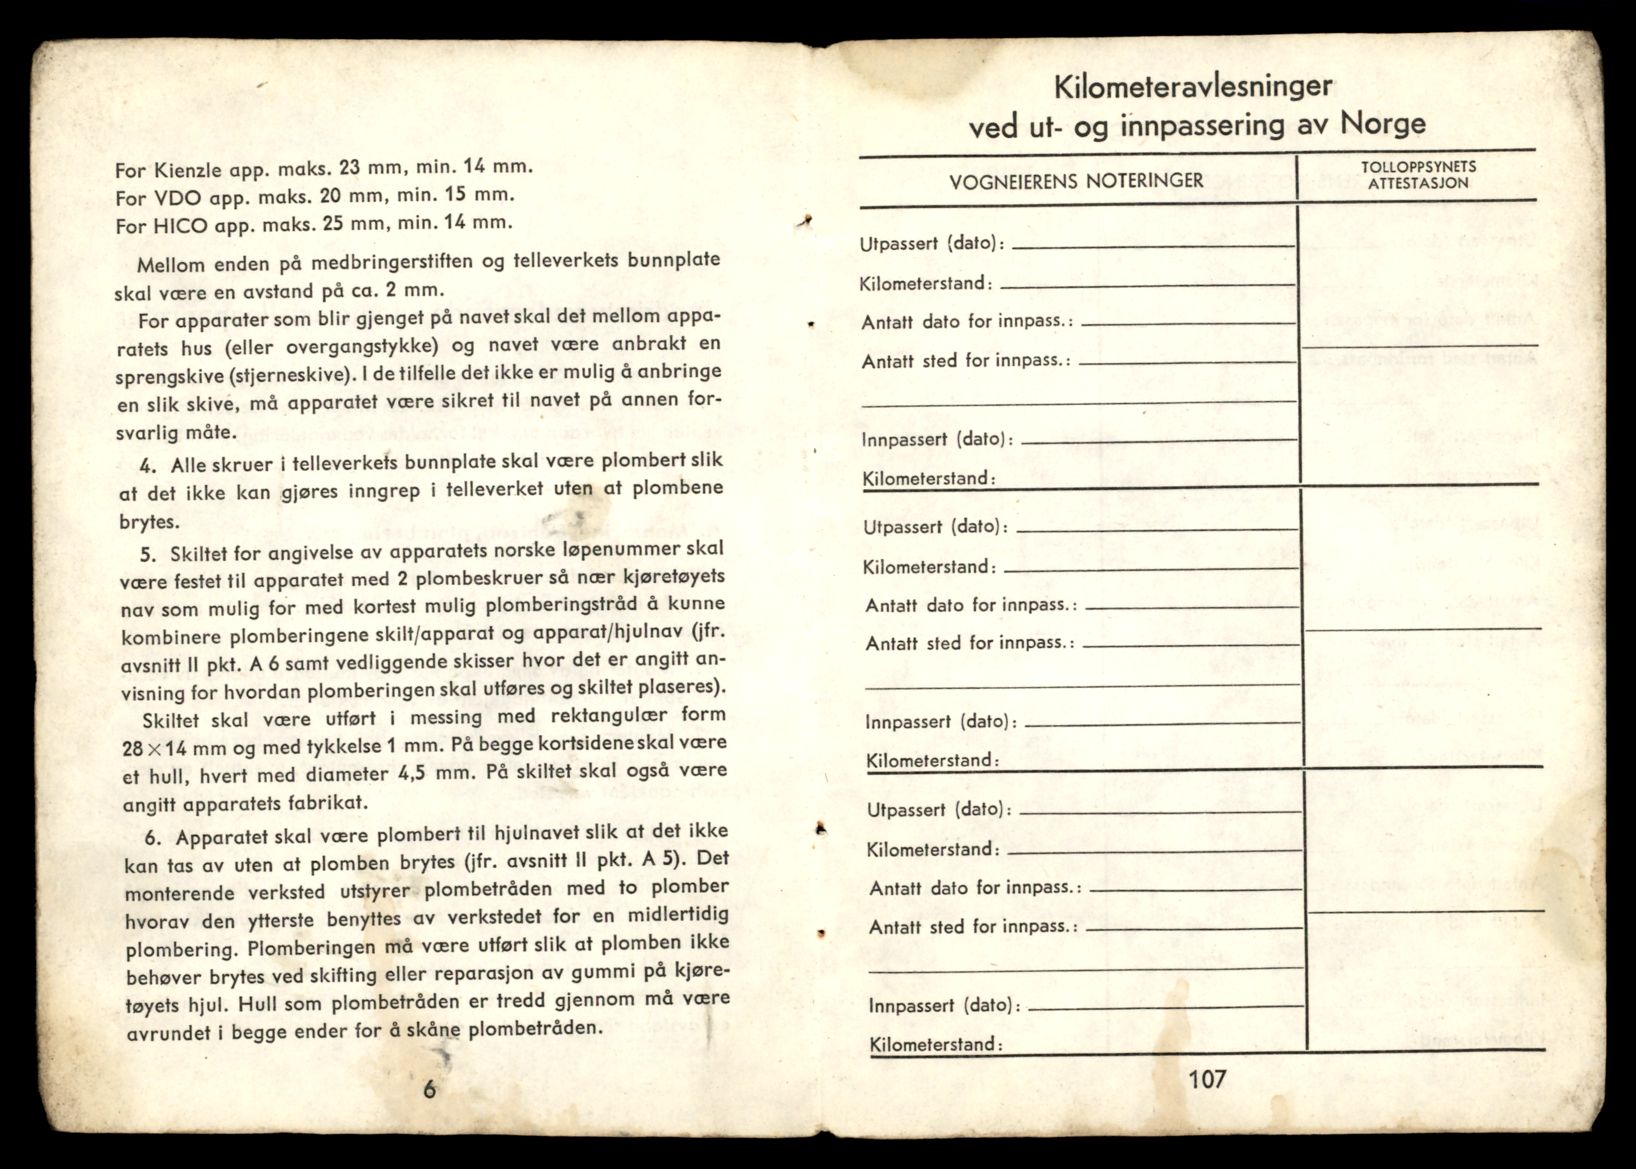 For Kienzle app. maks. 23 mm, min. 14 mm.
For VDO app. maks. 20 mm, min. 15 mm.
For HICO app. maks. 25 mm, min. 14 mm.
Mellom enden på medbringerstiften og telleverkets bunnplate
skal være en avstand på ca. 2 mm.
For apparater som blir gjenget på navet skal det mellom appa-
ratets hus (eller overgangstykke) og navet være anbrakt en
sprengskive (stjerneskive). I de tilfelle det ikke er mulig å anbringe
en slik skive, må apparatet være sikret til navet på annen for-
svarlig måte.
4. Alle skruer i telleverkets bunnplate skal være plombert slik
at det ikke kan gjøres inngrep i telleverket uten at plombene
brytes.
5. Skiltet for angivelse av apparatets norske løpenummer skal
være festet til apparatet med 2 plombeskruer så nær kjøretøyets
nav som mulig for med kortest mulig plomberingstråd å kunne
kombinere plomberingene skilt/apparat og apparat/hjulnav (jfr.
avsnitt II pkt. A 6 samt vedliggende skisser hvor det er angitt an-
visning for hvordan plomberingen skal utføres og skiltet plaseres).
Skiltet skal være utført i messing med rektangulær form
28×14 mm og med tykkelse 1 mm. På begge kortsidene skal være
et hull, hvert med diameter 4,5 mm. På skiltet skal også være
angitt apparatets fabrikat.
6. Apparatet skal være plombert til hjulnavet slik at det ikke
kan tas av uten at plomben brytes (jfr. avsnitt II pkt. A 5). Det
monterende verksted utstyrer plombetråden med to plomber
hvorav den ytterste benyttes av verkstedet for en midlertidig
plombering. Plomberingen må være utført slik at plomben ikke
behøver brytes ved skifting eller reparasjon av gummi på kjøre-
tøyets hjul. Hull som plombetråden er tredd gjennom må være
avrundet i begge ender for å skåne plombetråden.
6
Kilometeravlesninger
ved ut- og innpassering av Norge
VOGNEIERENS NOTERINGER
TOLLOPPSYNETS
ATTESTASJON
Utpassert (dato):
Kilometerstand:
Antatt dato for innpass.:
Antatt sted for innpass.:
Innpassert (dato):
Kilometerstand:
Utpassert (dato):
Kilometerstand:
Antatt dato for innpass.:
Antatt sted for innpass.:
Innpassert (dato):
Kilometerstand:
Utpassert (dato):
Kilometerstand:
Antatt dato for innpass.:
Antatt sted for innpass.:
Innpassert (dato):
Kilometerstand:
107